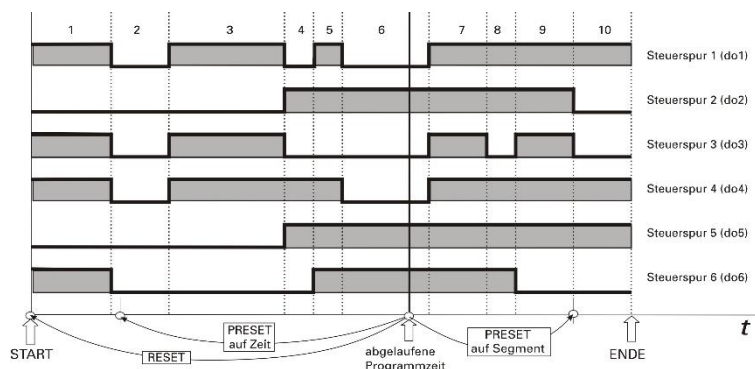 1 2 3 4 5 6 7 8 9 10
Steuerspur 1 (do1)
Steuerspur 2 (do2)
Steuerspur 3 (do3)
Steuerspur 4 (do4)
Steuerspur 5 (do5)
Steuerspur 6 (do6)
t
START
RESET
PRESET
auf Zeit
abgelaufene
Programmzeit
PRESET
auf Segment
ENDE